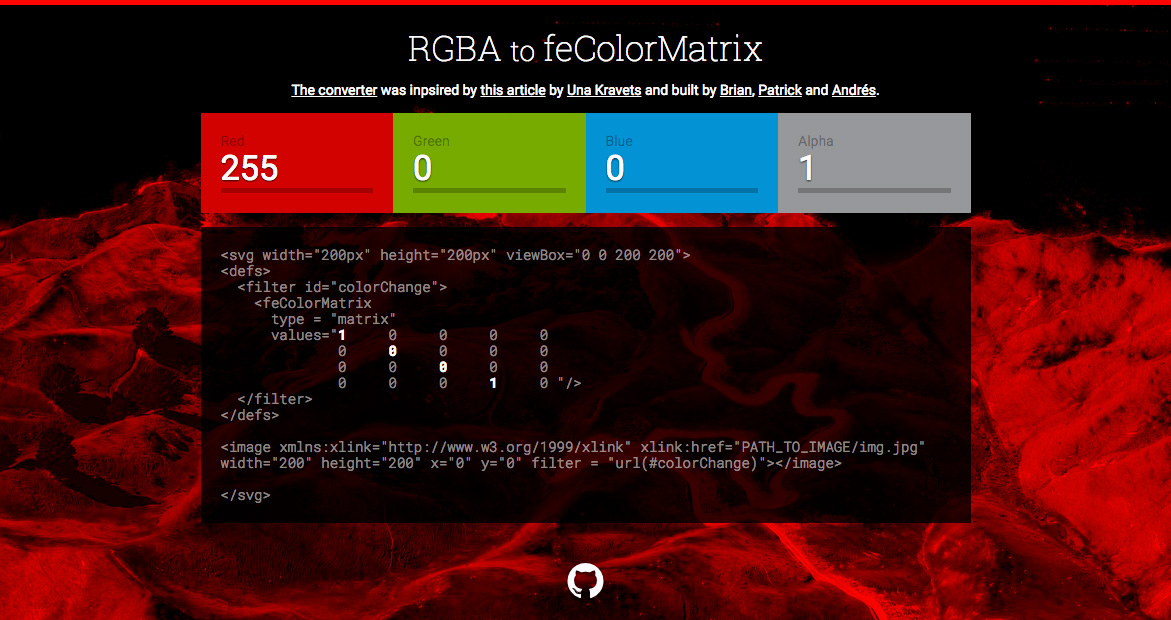 RGBA to feColorMatrix
The converter was inpsired by this article by Una Kravets and built by Brian, Patrick and Andrés.
Red Green Blue Alpha
255 0 0 1
<svg width="200px" height="200px" viewBox="0 0 200 200">
<defs>
<filter id="colorChange">
<feColorMatrix
type = "matrix"
values="1 0 0 0 0
0 0 0 0 0
0 0 0 0 0
0 0 0 1 0 "/>
</filter>
</defs>
<image xmlns:xlink="http://www.w3.org/1999/xlink" xlink:href="PATH_TO_IMAGE/img.jpg"
width="200" height="200" x="0" y="0" filter = "url(#colorChange)"></image>
</svg>